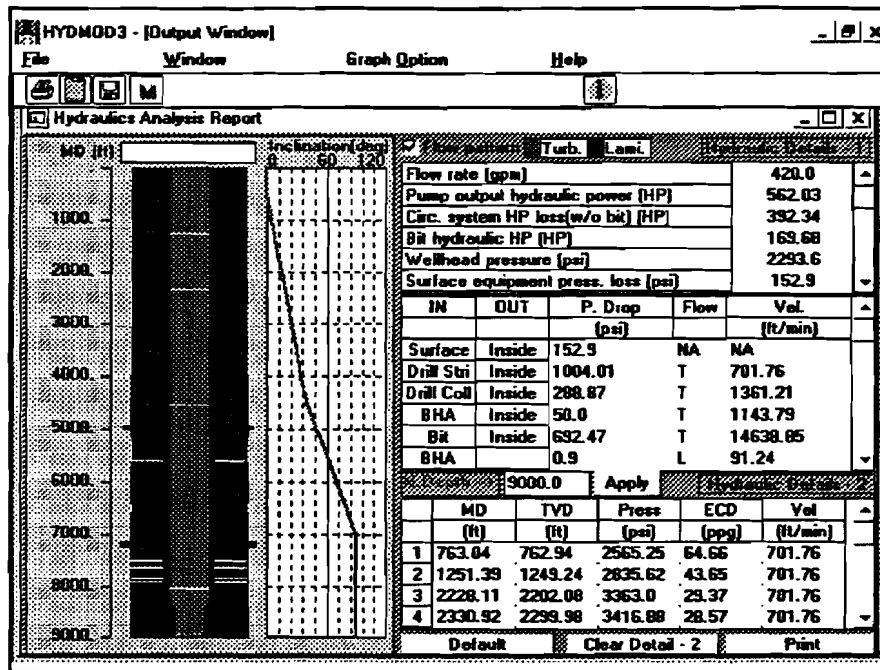 HYDMOD3 - [Output Window]
File Window Graph Option Help
Hydraulics Analysis Report
MD (ft)
Inclination(deg)
0 60 120
1000.
2000.
3000.
4000.
5000.
6000.
7000.
8000.
9000.
Flow pattern Turb. Lami. Hydraulic Details - 1
Flow rate (gpm) 420.0
Pump output hydraulic power (HP) 562.03
Circ. system HP loss(w/o bit) (HP) 392.34
Bit hydraulic HP (HP) 169.68
Wellhead pressure (psi) 2293.6
Surface equipment press. loss (psi) 152.9
IN OUT P. Drop Flow Vel.
(psi) (ft/min)
Surface Inside 152.9 NA NA
Drill Stri Inside 1004.01 T 701.76
Drill Coll Inside 288.87 T 1361.21
BHA Inside 50.0 T 1143.79
Bit Inside 692.47 T 14638.85
BHA 0.9 L 91.24
9000.0 Apply Hydraulic Details - 2
MD TVD Press ECD Vel
(ft) (ft) (psi) (ppg) (ft/min)
1 763.04 762.94 2565.25 64.66 701.76
2 1251.39 1249.24 2835.62 43.65 701.76
3 2228.11 2202.08 3363.0 29.37 701.76
4 2330.92 2299.98 3416.88 28.57 701.76
Default Clear Detail - 2 Print